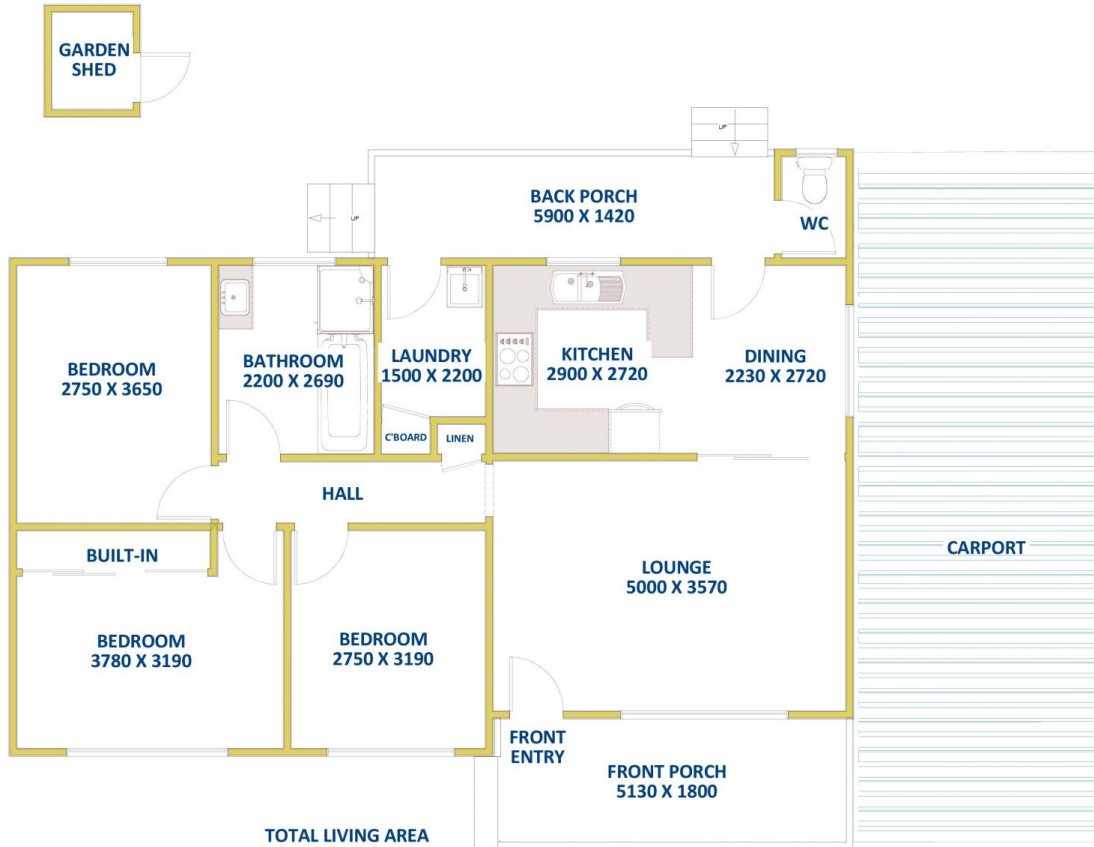 GARDEN
SHED
UP
BACK PORCH
5900 X 1420
WC
UP
BEDROOM
2750 X 3650
BATHROOM
2200 X 2690
LAUNDRY
1500 X 2200
KITCHEN
2900 X 2720
DINING
2230 X 2720
C'BOARD
LINEN
HALL
BUILT-IN
CARPORT
LOUNGE
5000 X 3570
BEDROOM
3780 X 3190
BEDROOM
2750 X 3190
FRONT
ENTRY
FRONT PORCH
5130 X 1800
TOTAL LIVING AREA